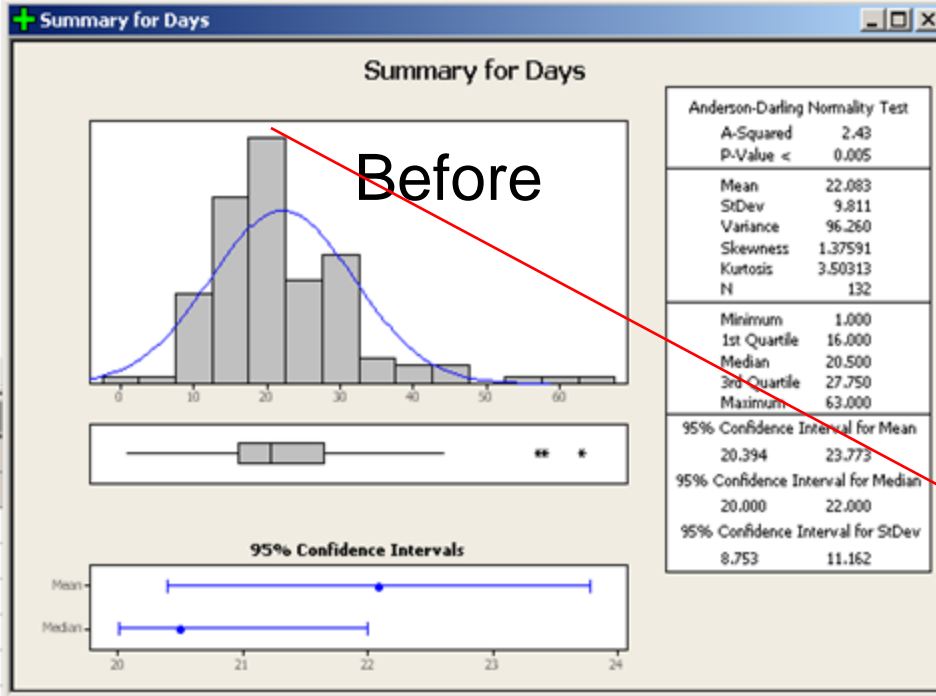 Summary for Days
Summary for Days
Before
0 10 20 30 40 50 60
** *
95% Confidence Intervals
Mean
Median
20 21 22 23 24
Anderson-Darling Normality Test
A-Squared 2.43
P-Value < 0.005
Mean 22.083
StDev 9.811
Variance 96.260
Skewness 1.37591
Kurtosis 3.50313
N 132
Minimum 1.000
1st Quartile 16.000
Median 20.500
3rd Quartile 27.750
Maximum 63.000
95% Confidence Interval for Mean
20.394 23.773
95% Confidence Interval for Median
20.000 22.000
95% Confidence Interval for StDev
8.753 11.162